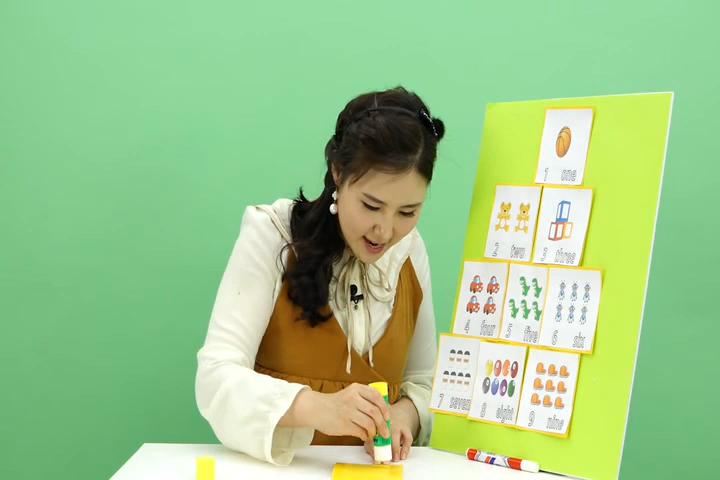 1 one
2 two
3 three
4 four
5 five
6 six
7 seven
8 eight
9 nine